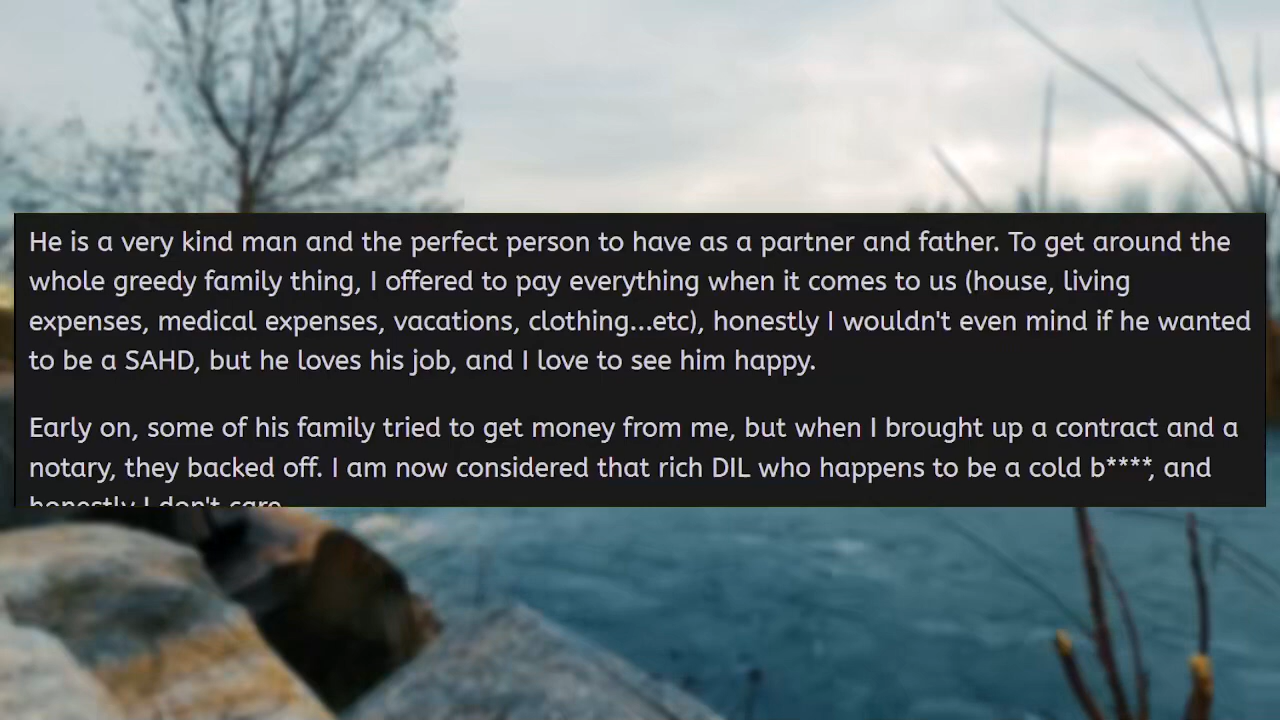 He is a very kind man and the perfect person to have as a partner and father. To get around the
whole greedy family thing, I offered to pay everything when it comes to us (house, living
expenses, medical expenses, vacations, clothing...etc), honestly I wouldn't even mind if he wanted
to be a SAHD, but he loves his job, and I love to see him happy.
Early on, some of his family tried to get money from me, but when I brought up a contract and a
notary, they backed off. I am now considered that rich DIL who happens to be a cold b****, and
honestly I don't care